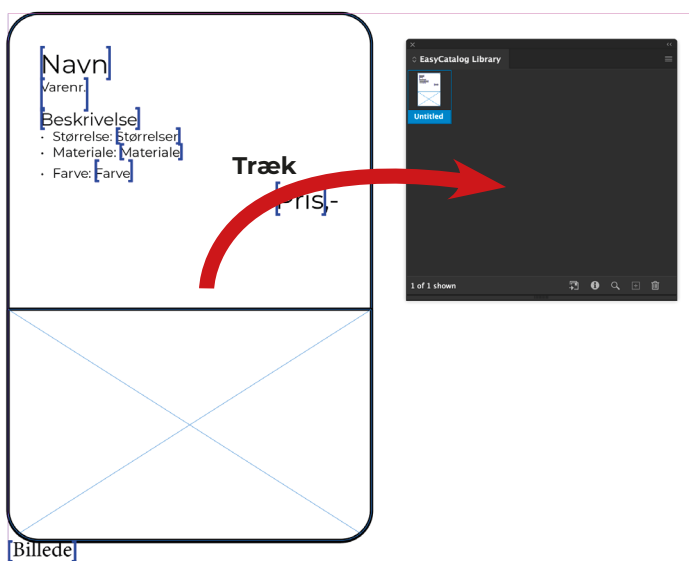 [Navn]
[Varenr.]
[Beskrivelse]
• Størrelse: [Størrelser]
• Materiale: [Materiale]
• Farve: [Farve]
Træk
[Pris],-
[Billede]
EasyCatalog Library
Untitled
1 of 1 shown